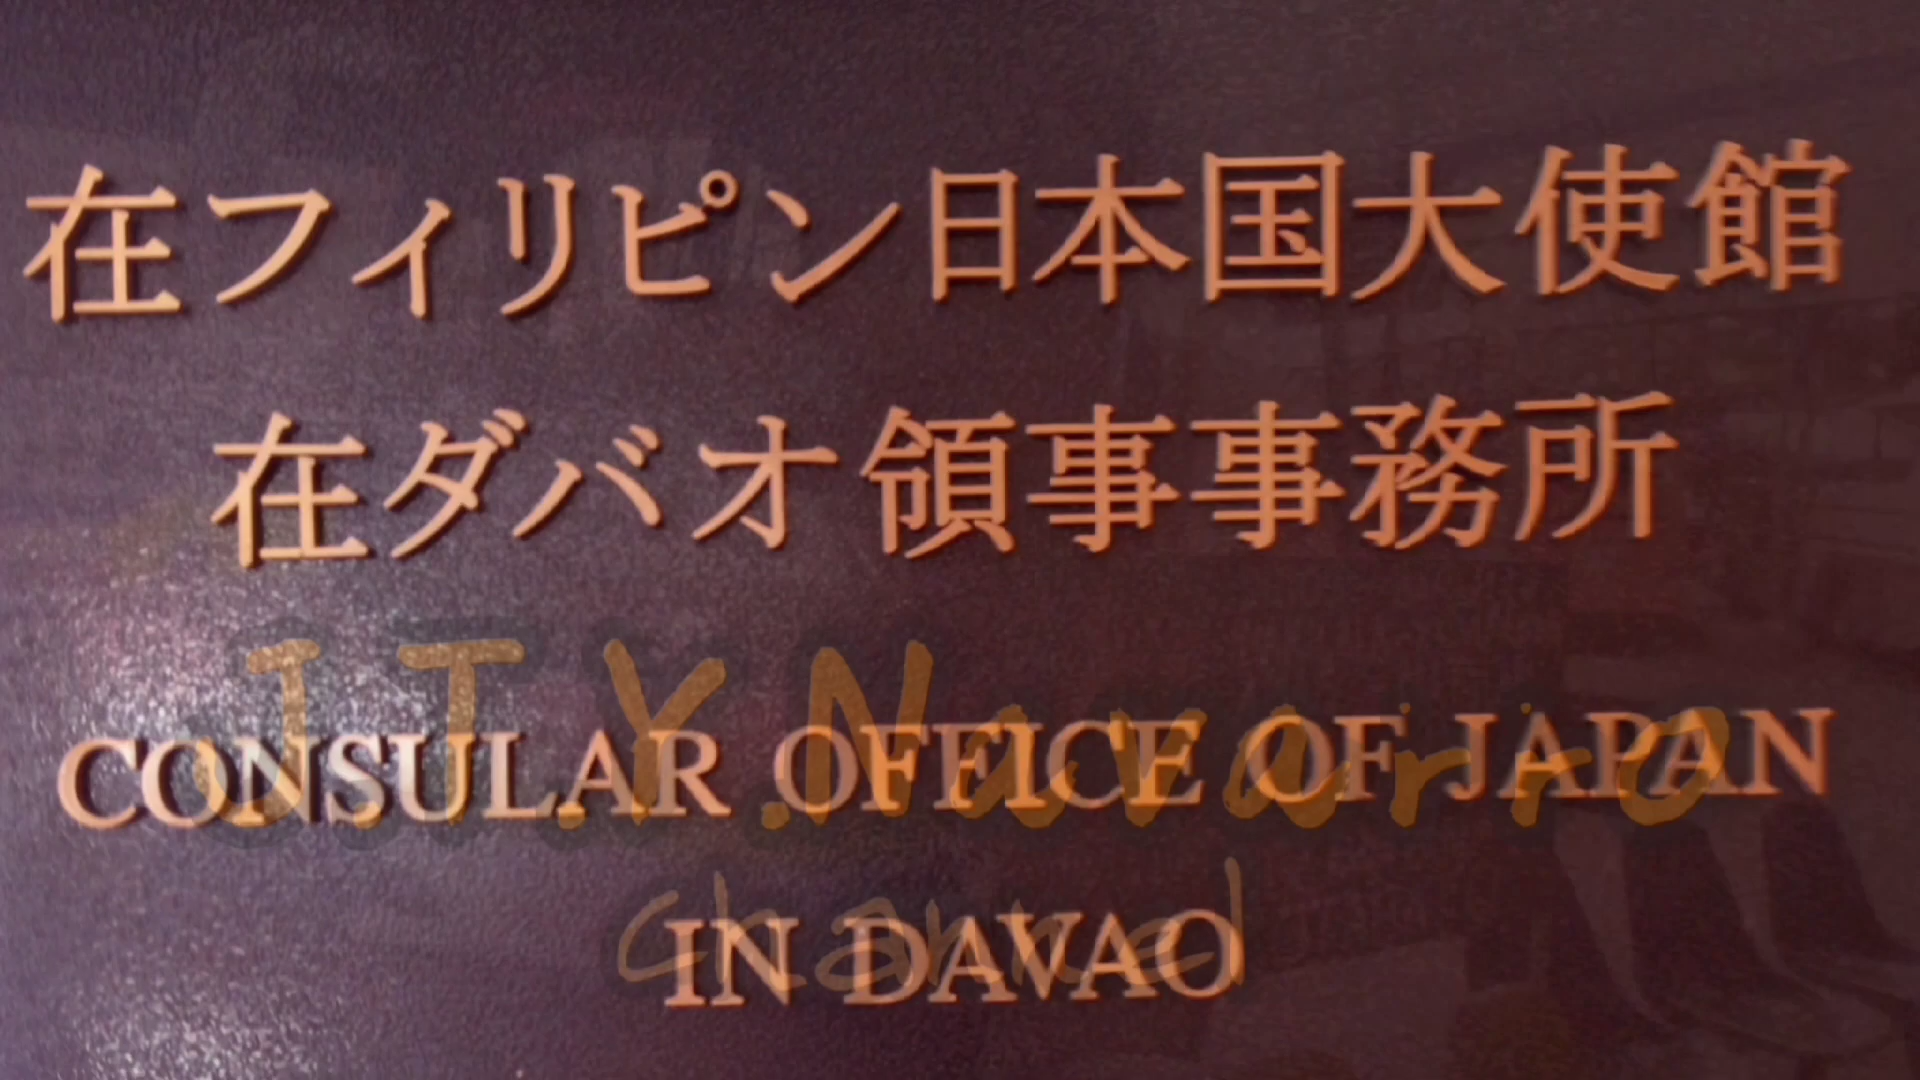 在フィリピン日本国大使館
在ダバオ領事事務所
J.T.Y.Navarro
CONSULAR OFFICE OF JAPAN
channel
IN DAVAO